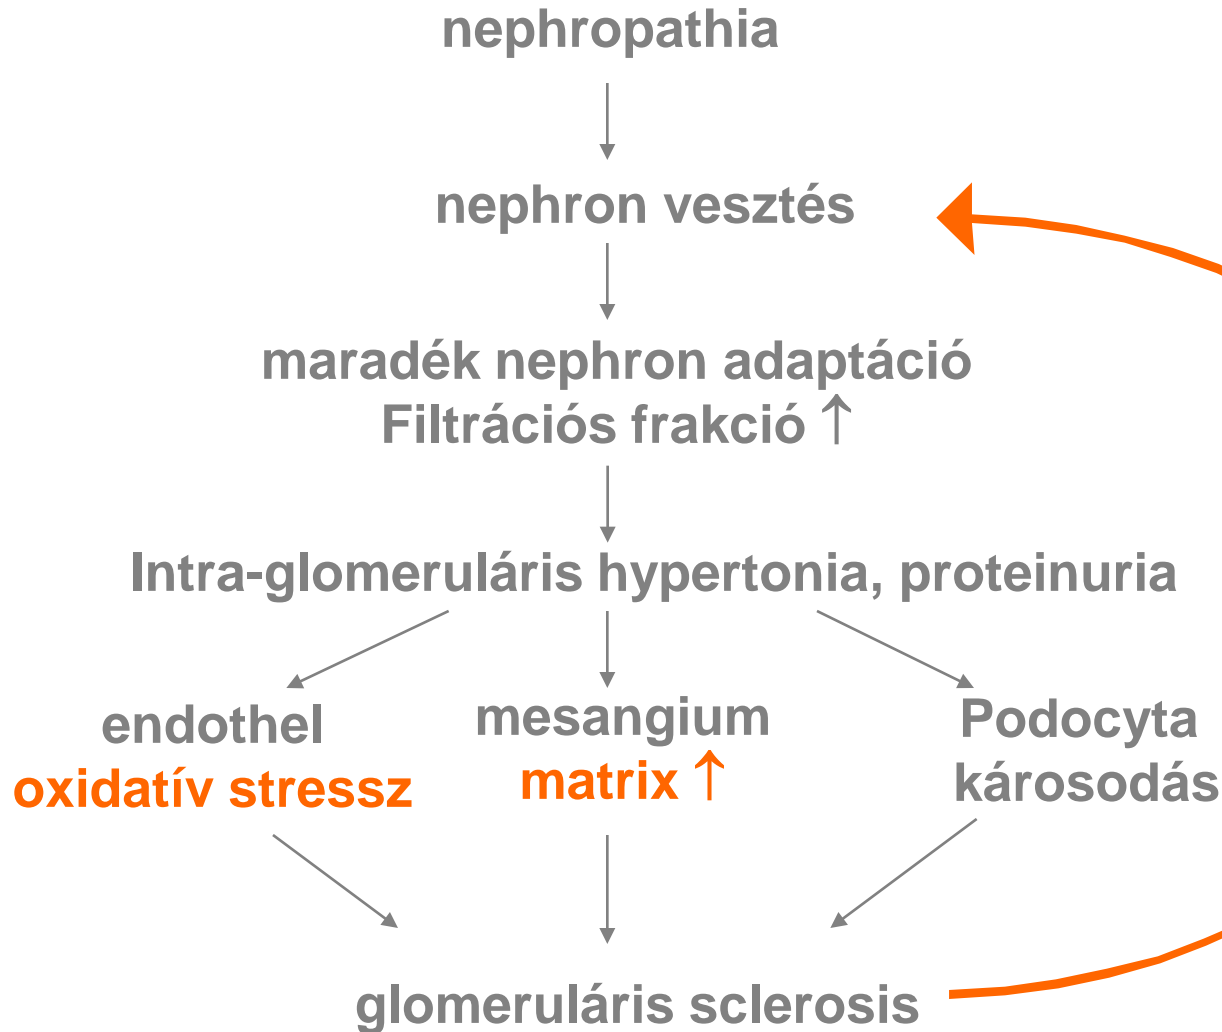 nephropathia
nephron vesztés
maradék nephron adaptáció
Filtrációs frakció ↑
Intra-glomeruláris hypertonia, proteinuria
endothel
oxidatív stressz
mesangium
matrix ↑
Podocyta
károsodás
glomeruláris sclerosis